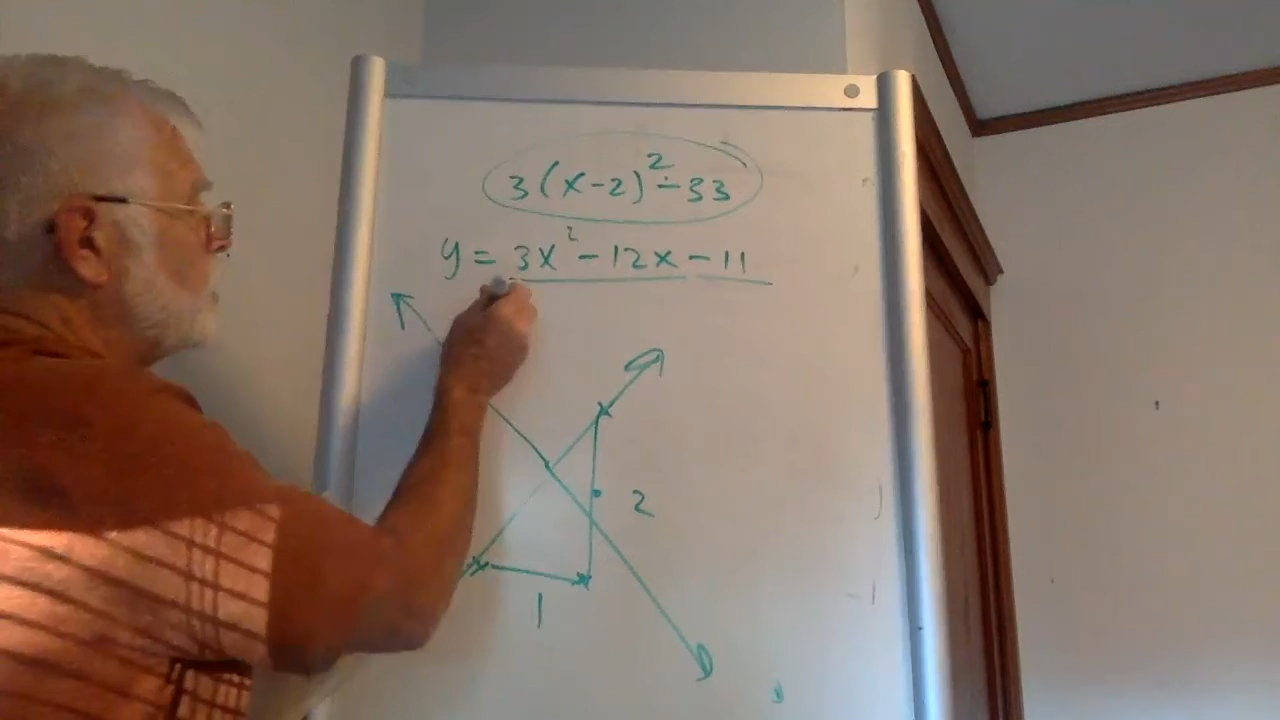 3(x-2)² - 33
y = 3x² - 12x - 11
2
1